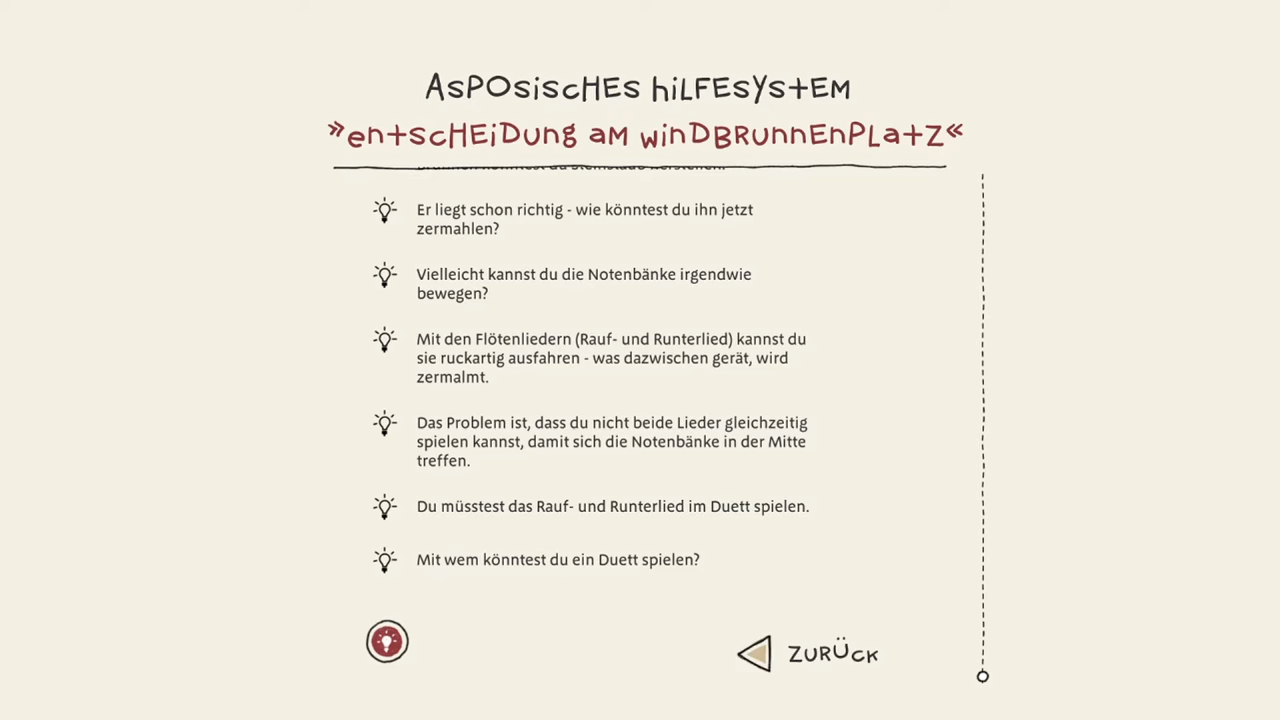 Asposisches Hilfesystem
»Entscheidung am Windbrunnenplatz«
Er liegt schon richtig - wie könntest du ihn jetzt
zermahlen?
Vielleicht kannst du die Notenbänke irgendwie
bewegen?
Mit den Flötenliedern (Rauf- und Runterlied) kannst du
sie ruckartig ausfahren - was dazwischen gerät, wird
zermalmt.
Das Problem ist, dass du nicht beide Lieder gleichzeitig
spielen kannst, damit sich die Notenbänke in der Mitte
treffen.
Du müsstest das Rauf- und Runterlied im Duett spielen.
Mit wem könntest du ein Duett spielen?
Zurück